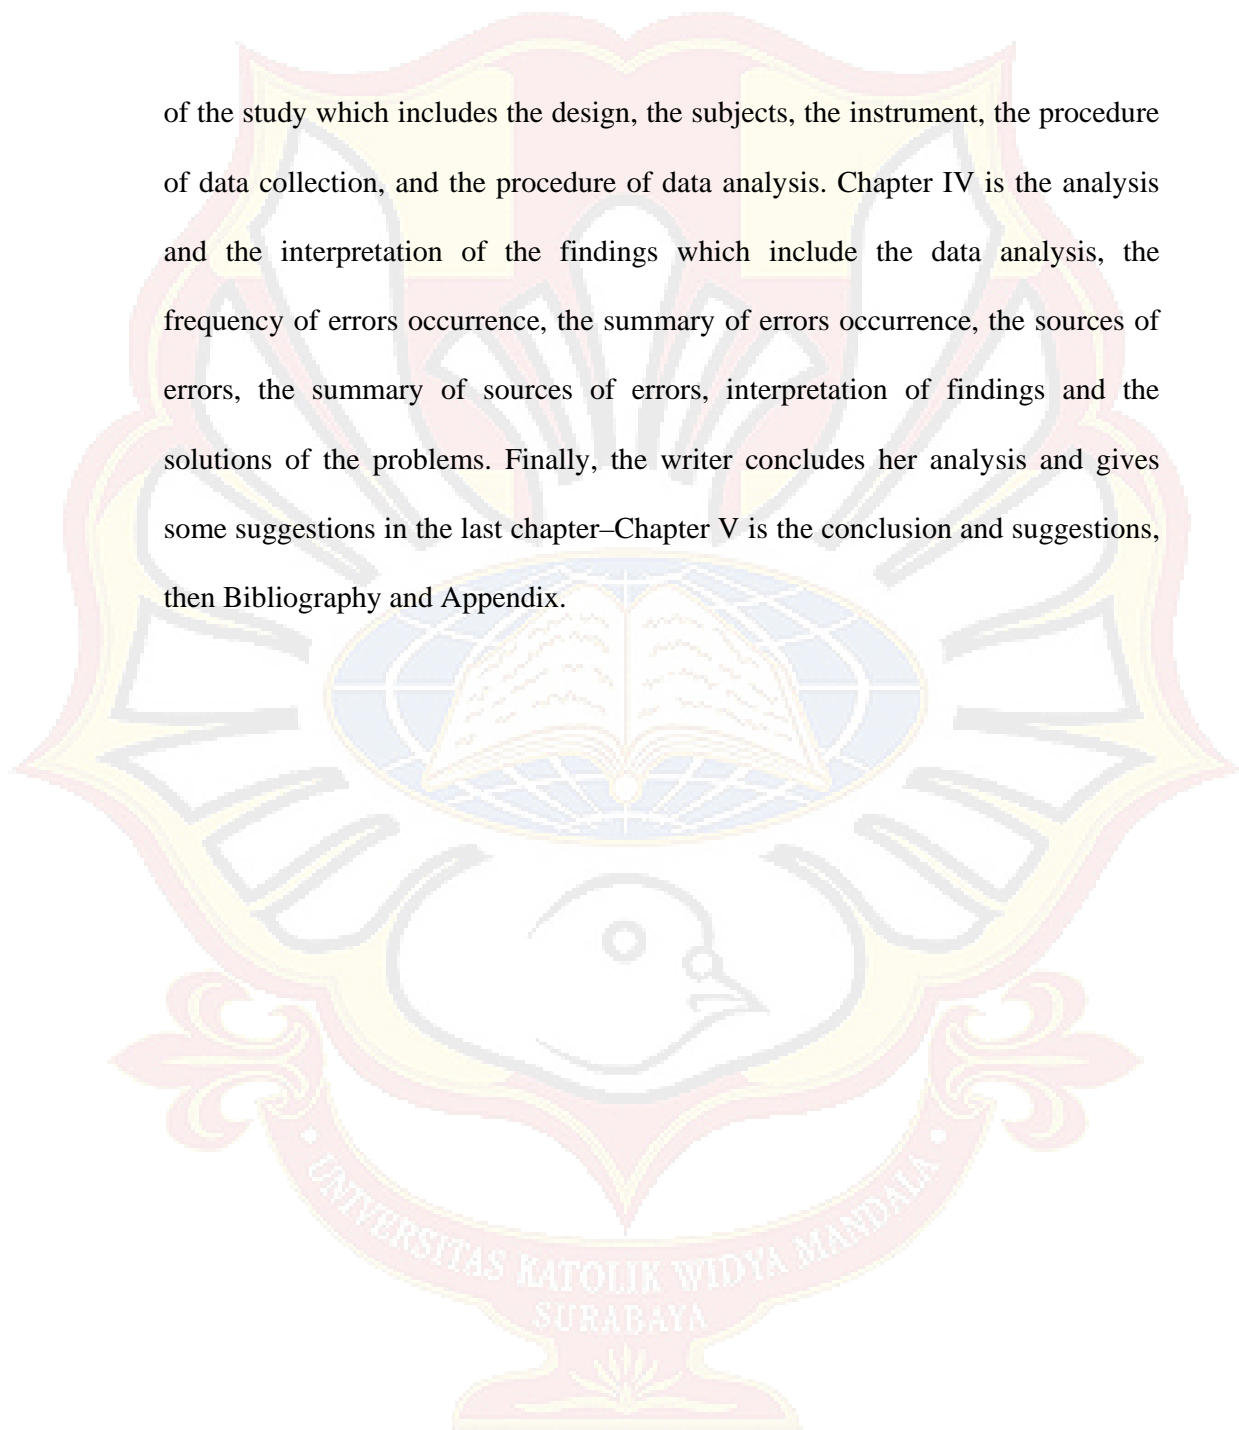 of the study which includes the design, the subjects, the instrument, the procedure
of data collection, and the procedure of data analysis. Chapter IV is the analysis
and the interpretation of the findings which include the data analysis, the
frequency of errors occurrence, the summary of errors occurrence, the sources of
errors, the summary of sources of errors, interpretation of findings and the
solutions of the problems. Finally, the writer concludes her analysis and gives
some suggestions in the last chapter–Chapter V is the conclusion and suggestions,
then Bibliography and Appendix.
• UNIVERSITAS KATOLIK WIDYA MANDALA •
SURABAYA